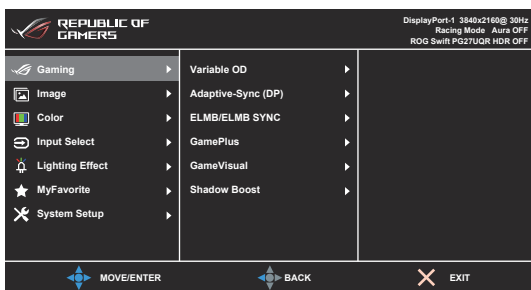 REPUBLIC OF
GAMERS
DisplayPort-1 3840x2160@ 30Hz
Racing Mode Aura OFF
ROG Swift PG27UQR HDR OFF
Gaming
Image
Color
Input Select
Lighting Effect
MyFavorite
System Setup
Variable OD
Adaptive-Sync (DP)
ELMB/ELMB SYNC
GamePlus
GameVisual
Shadow Boost
MOVE/ENTER
BACK
EXIT